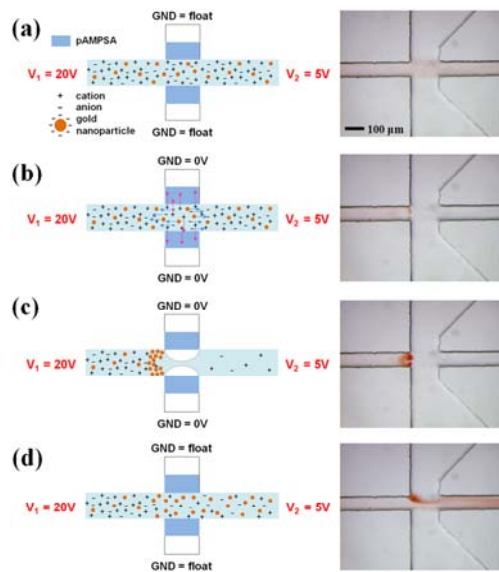 (a)
GND = float
pAMPSA
V₁ = 20V
V₂ = 5V
+ cation
- anion
gold
nanoparticle
GND = float
100 µm
(b)
GND = 0V
V₁ = 20V
V₂ = 5V
GND = 0V
(c)
GND = 0V
V₁ = 20V
V₂ = 5V
GND = 0V
(d)
GND = float
V₁ = 20V
V₂ = 5V
GND = float